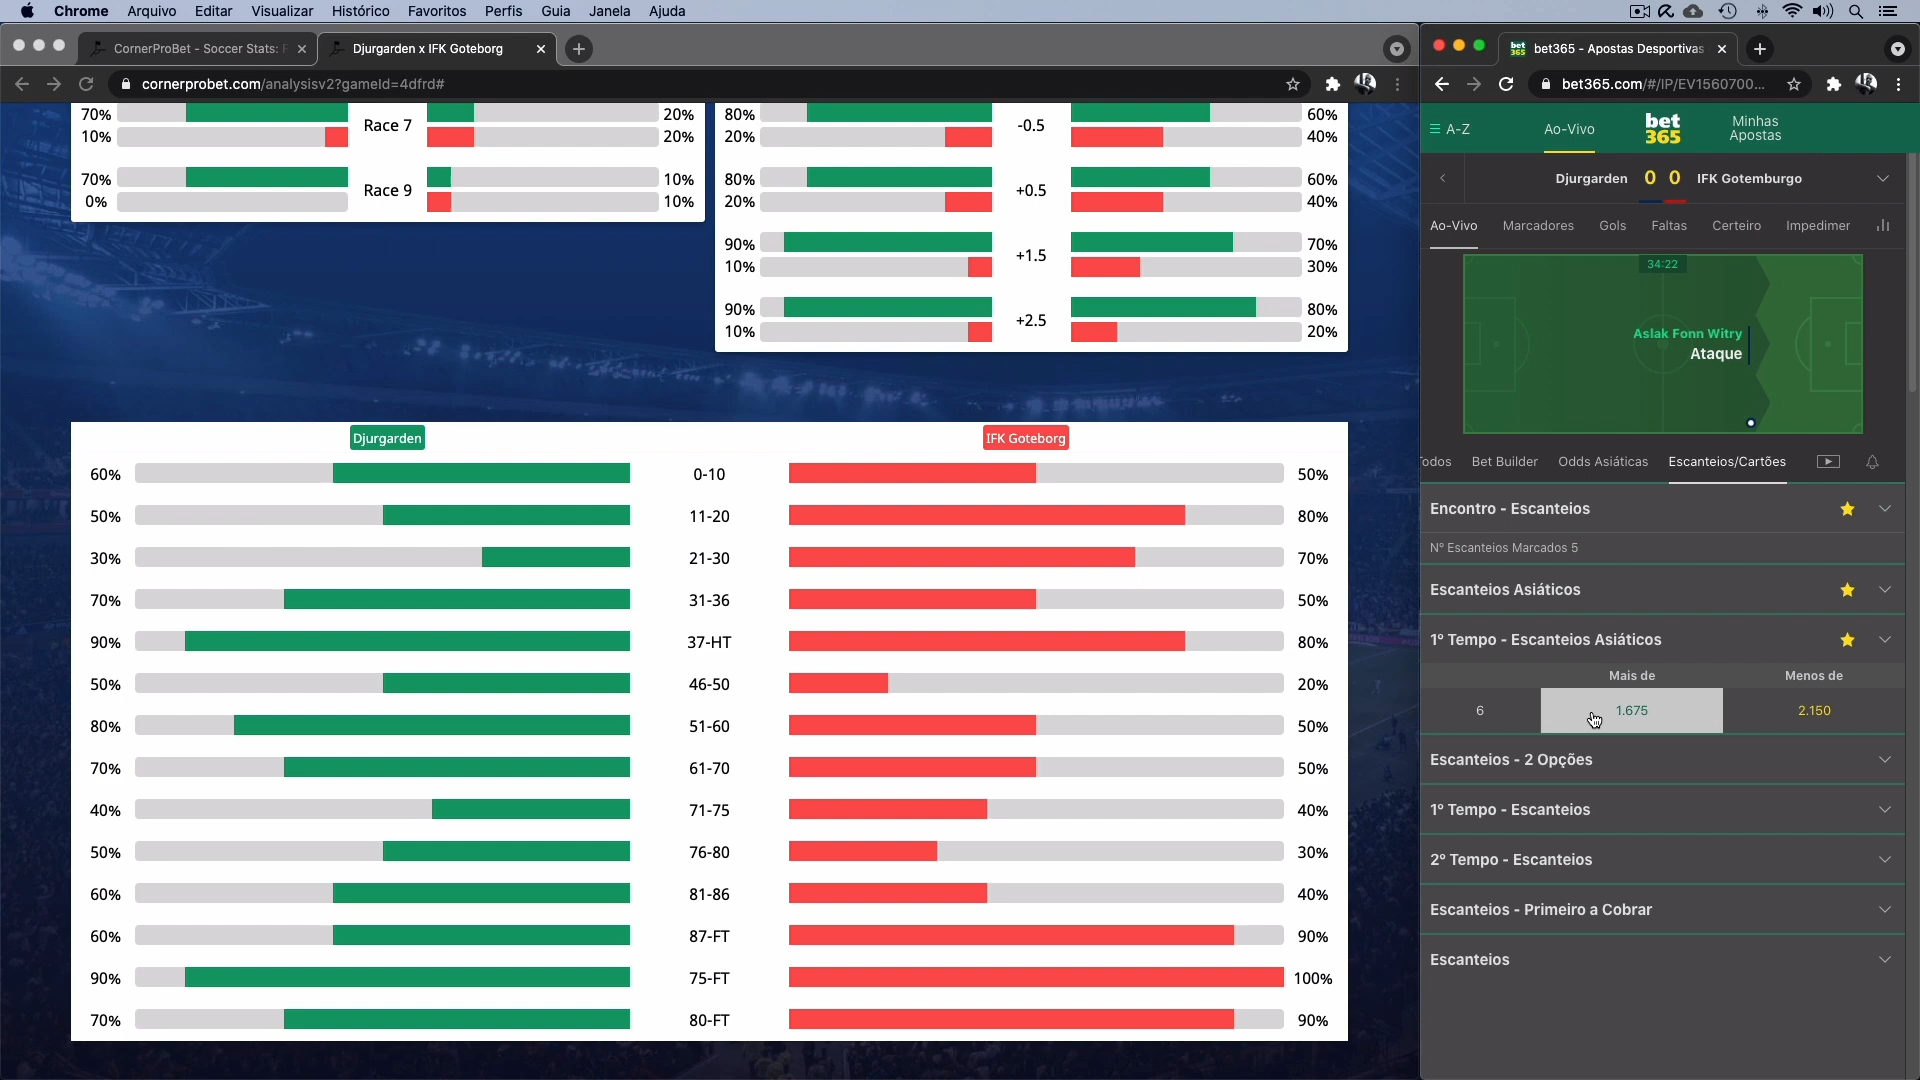 Chrome Arquivo Editar Visualizar Histórico Favoritos Perfis Guia Janela Ajuda
CornerProBet - Soccer Stats: F
Djurgarden x IFK Goteborg
cornerprobet.com/analysisv2?gameId=4dfrd#
70% Race 7 20%
10% 20%
70% Race 9 10%
0% 10%
80% -0.5 60%
20% 40%
80% +0.5 60%
20% 40%
90% +1.5 70%
10% 30%
90% +2.5 80%
10% 20%
Djurgarden IFK Goteborg
60% 0-10 50%
50% 11-20 80%
30% 21-30 70%
70% 31-36 50%
90% 37-HT 80%
50% 46-50 20%
80% 51-60 50%
70% 61-70 50%
40% 71-75 40%
50% 76-80 30%
60% 81-86 40%
60% 87-FT 90%
90% 75-FT 100%
70% 80-FT 90%
bet365 - Apostas Desportivas
bet365.com/#/IP/EV1560700...
A-Z Ao-Vivo bet365 Minhas Apostas
Djurgarden 0 0 IFK Gotemburgo
Ao-Vivo Marcadores Gols Faltas Certeiro Impedimer
34:22
Aslak Fonn Witry
Ataque
odos Bet Builder Odds Asiáticas Escanteios/Cartões
Encontro - Escanteios
Nº Escanteios Marcados 5
Escanteios Asiáticos
1º Tempo - Escanteios Asiáticos
Mais de Menos de
6 1.675 2.150
Escanteios - 2 Opções
1º Tempo - Escanteios
2º Tempo - Escanteios
Escanteios - Primeiro a Cobrar
Escanteios